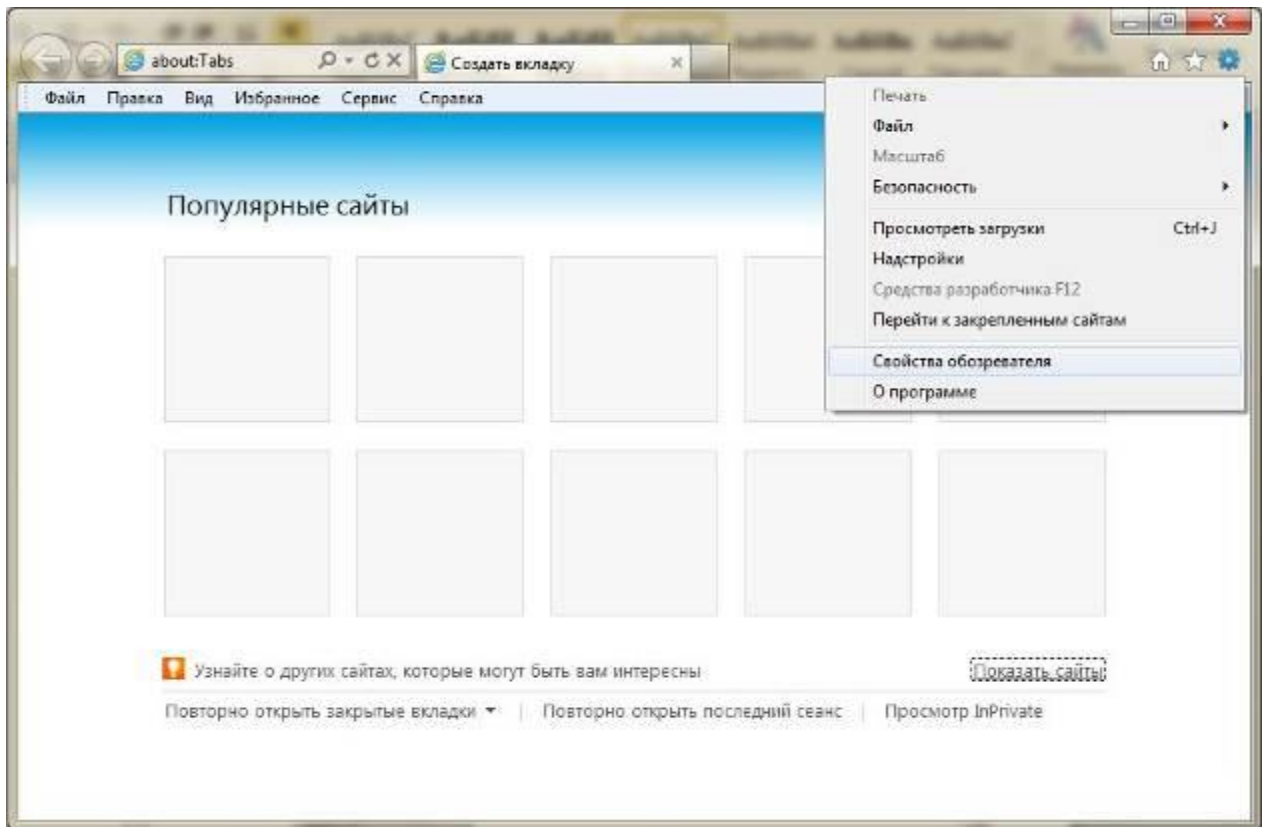 about:Tabs
Создать вкладку
Файл Правка Вид Избранное Сервис Справка
Печать
Файл
Масштаб
Безопасность
Просмотреть загрузки Ctrl+J
Надстройки
Средства разработчика F12
Перейти к закрепленным сайтам
Свойства обозревателя
О программе
Популярные сайты
Узнайте о других сайтах, которые могут быть вам интересны Показать сайты
Повторно открыть закрытые вкладки | Повторно открыть последний сеанс | Просмотр InPrivate